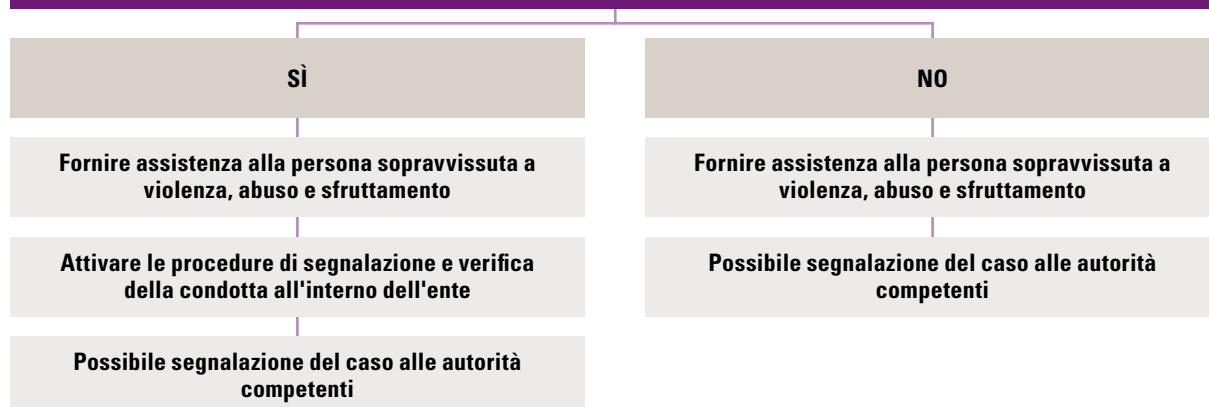 SÌ
Fornire assistenza alla persona sopravvissuta a
violenza, abuso e sfruttamento
Attivare le procedure di segnalazione e verifica
della condotta all'interno dell'ente
Possibile segnalazione del caso alle autorità
competenti
NO
Fornire assistenza alla persona sopravvissuta a
violenza, abuso e sfruttamento
Possibile segnalazione del caso alle autorità
competenti